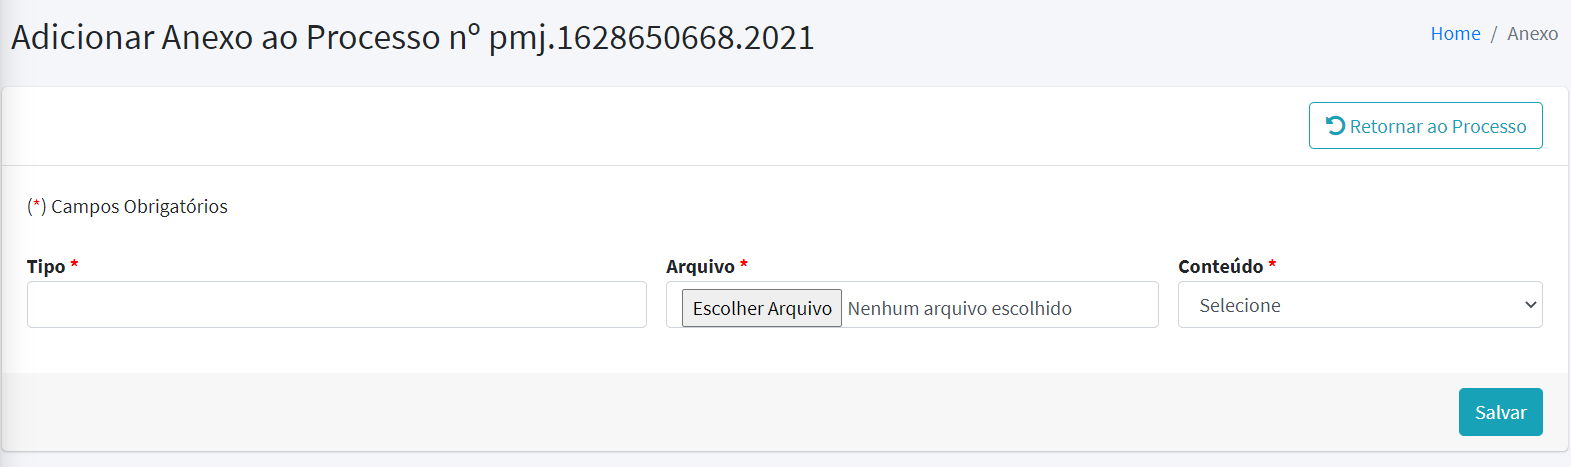 Adicionar Anexo ao Processo nº pmj.1628650668.2021
Home / Anexo
Retornar ao Processo
(*) Campos Obrigatórios
Tipo *
Arquivo *
Conteúdo *
Escolher Arquivo Nenhum arquivo escolhido
Selecione
Salvar